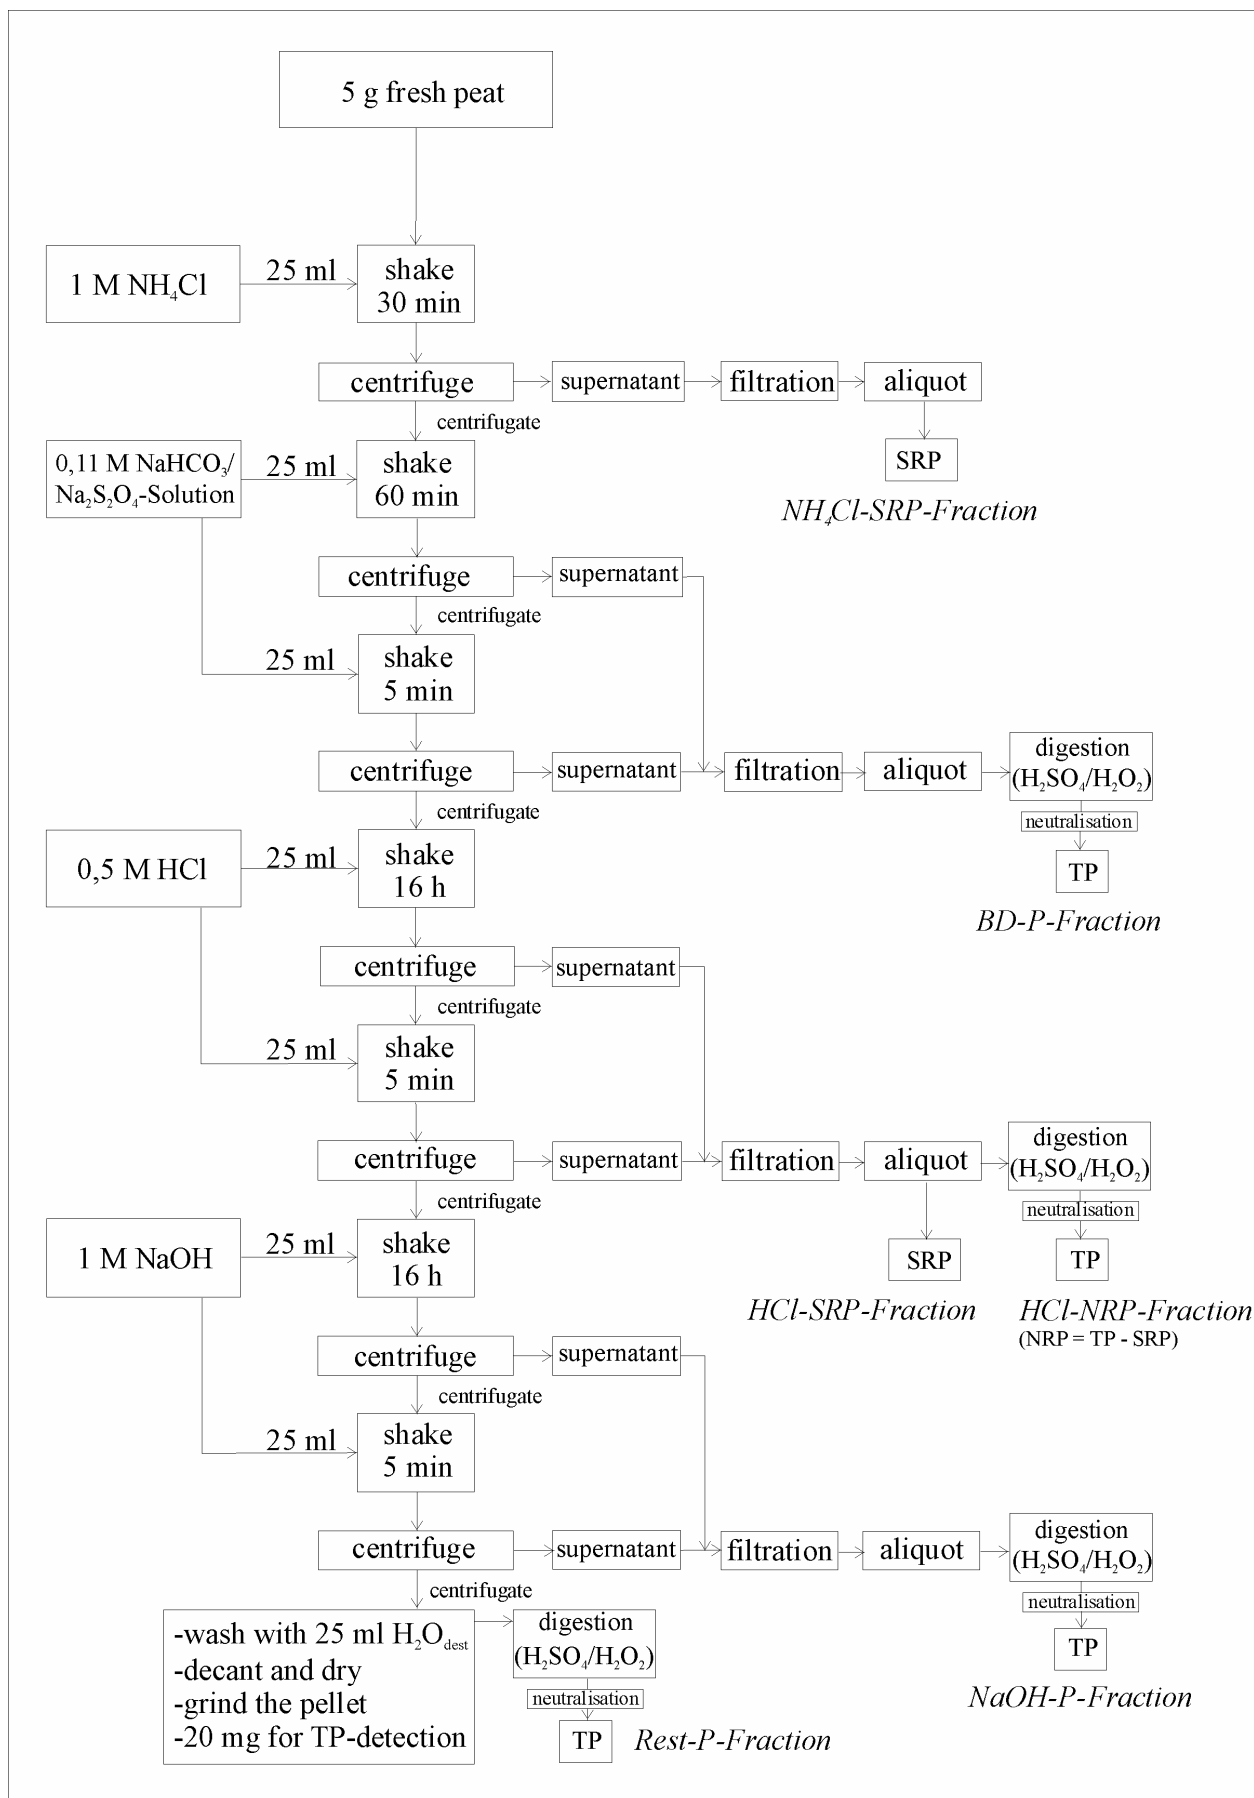 5 g fresh peat
1 M NH₄Cl
25 ml
shake
30 min
centrifuge
supernatant
filtration
aliquot
centrifugate
SRP
NH₄Cl-SRP-Fraction
0,11 M NaHCO₃/
Na₂S₂O₄-Solution
25 ml
shake
60 min
centrifuge
supernatant
centrifugate
25 ml
shake
5 min
centrifuge
supernatant
filtration
aliquot
digestion
(H₂SO₄/H₂O₂)
neutralisation
TP
BD-P-Fraction
centrifugate
0,5 M HCl
25 ml
shake
16 h
centrifuge
supernatant
centrifugate
25 ml
shake
5 min
centrifuge
supernatant
filtration
aliquot
digestion
(H₂SO₄/H₂O₂)
neutralisation
SRP
TP
HCl-SRP-Fraction
HCl-NRP-Fraction
(NRP = TP - SRP)
centrifugate
1 M NaOH
25 ml
shake
16 h
centrifuge
supernatant
centrifugate
25 ml
shake
5 min
centrifuge
supernatant
filtration
aliquot
digestion
(H₂SO₄/H₂O₂)
neutralisation
TP
NaOH-P-Fraction
centrifugate
-wash with 25 ml H₂O dest
-decant and dry
-grind the pellet
-20 mg for TP-detection
digestion
(H₂SO₄/H₂O₂)
neutralisation
TP
Rest-P-Fraction